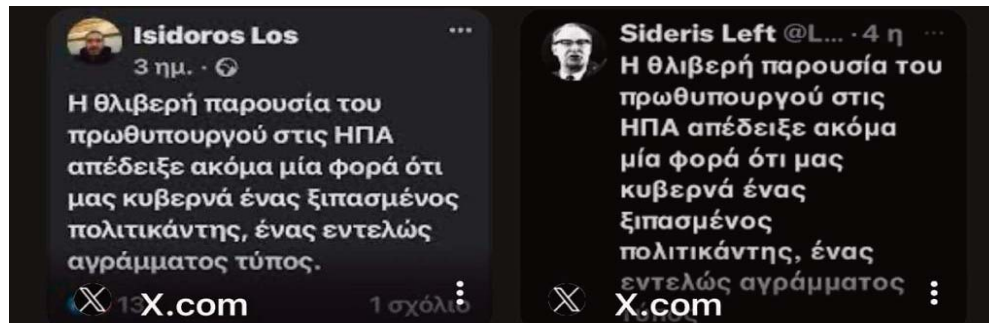 Isidoros Los
3 ημ.
Η θλιβερή παρουσία του
πρωθυπουργού στις ΗΠΑ
απέδειξε ακόμα μία φορά ότι
μας κυβερνά ένας ξιπασμένος
πολιτικάντης, ένας εντελώς
αγράμματος τύπος.
13
1 σχόλιο
X.com
Sideris Left @L... · 4 η
Η θλιβερή παρουσία του
πρωθυπουργού στις
ΗΠΑ απέδειξε ακόμα
μία φορά ότι μας
κυβερνά ένας
ξιπασμένος
πολιτικάντης, ένας
εντελώς αγράμματος
τύπος
X.com